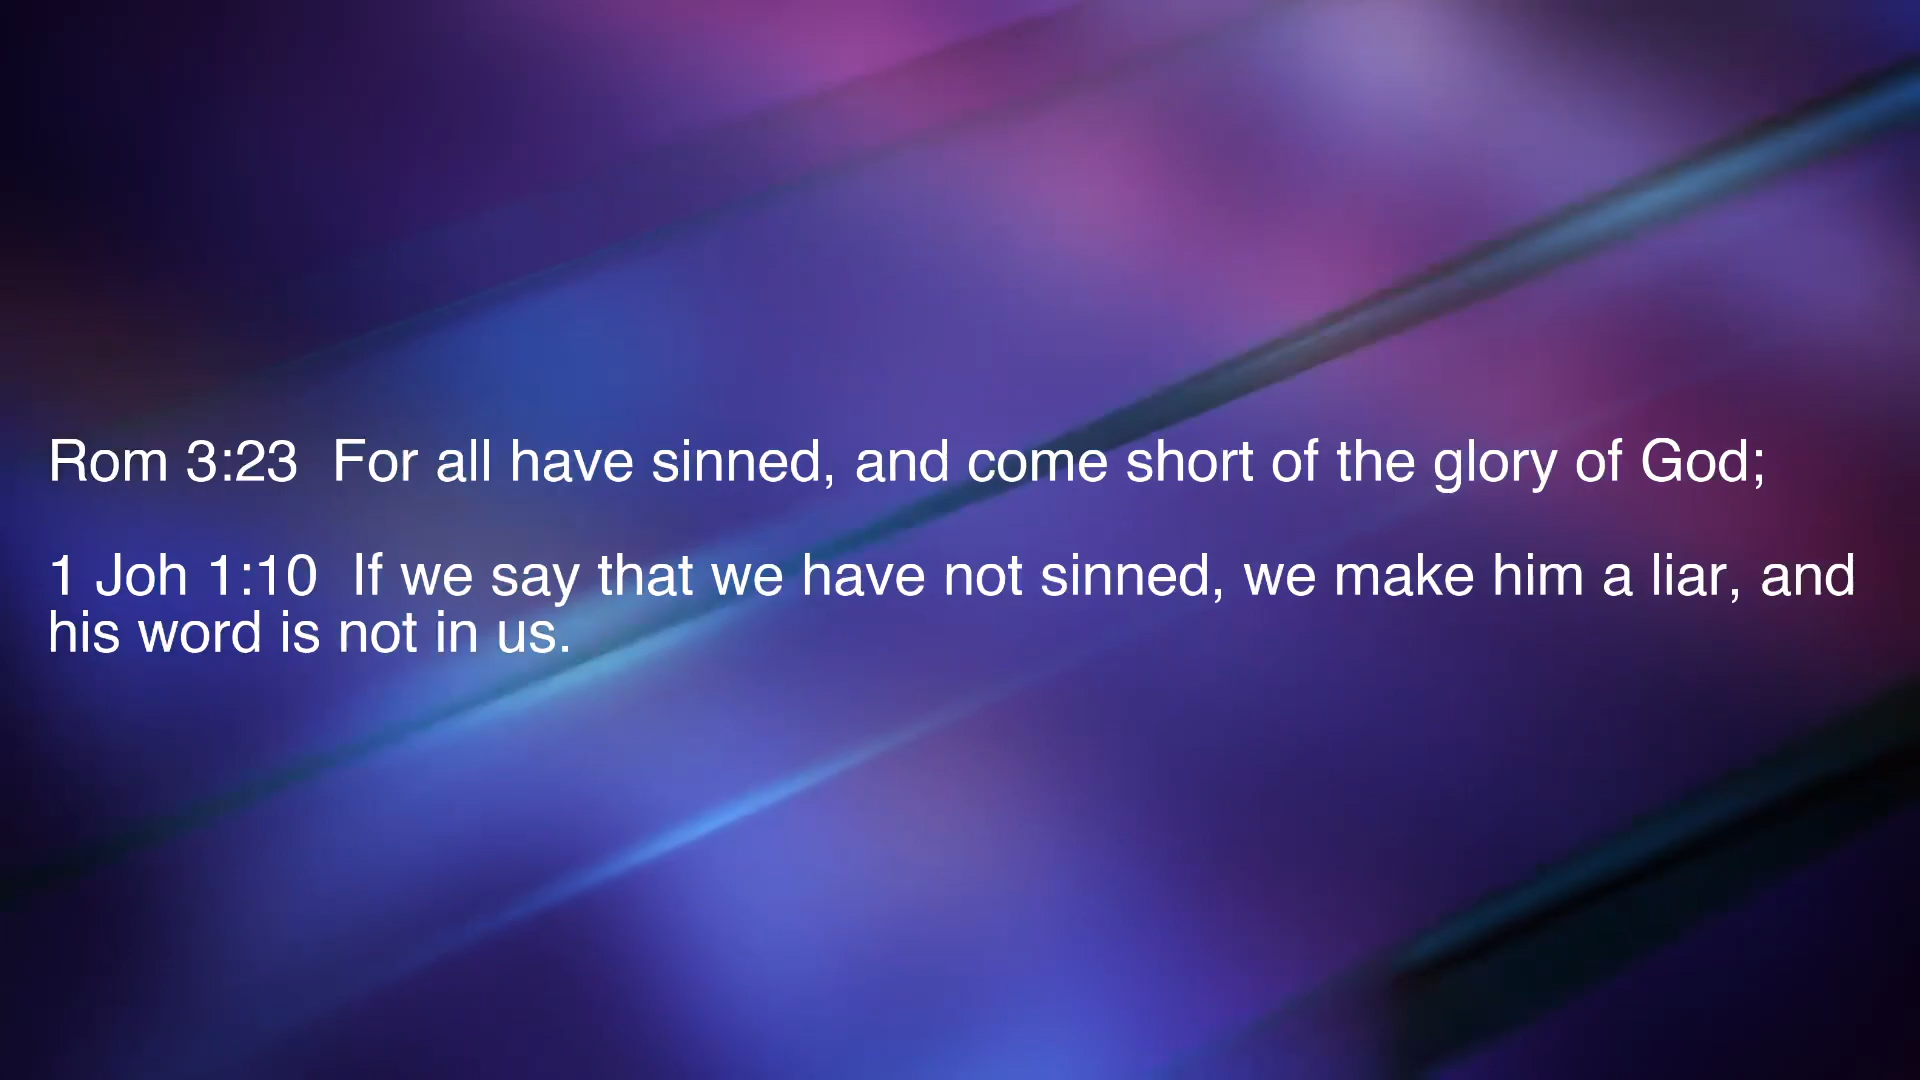 Rom 3:23  For all have sinned, and come short of the glory of God;
1 Joh 1:10  If we say that we have not sinned, we make him a liar, and
his word is not in us.